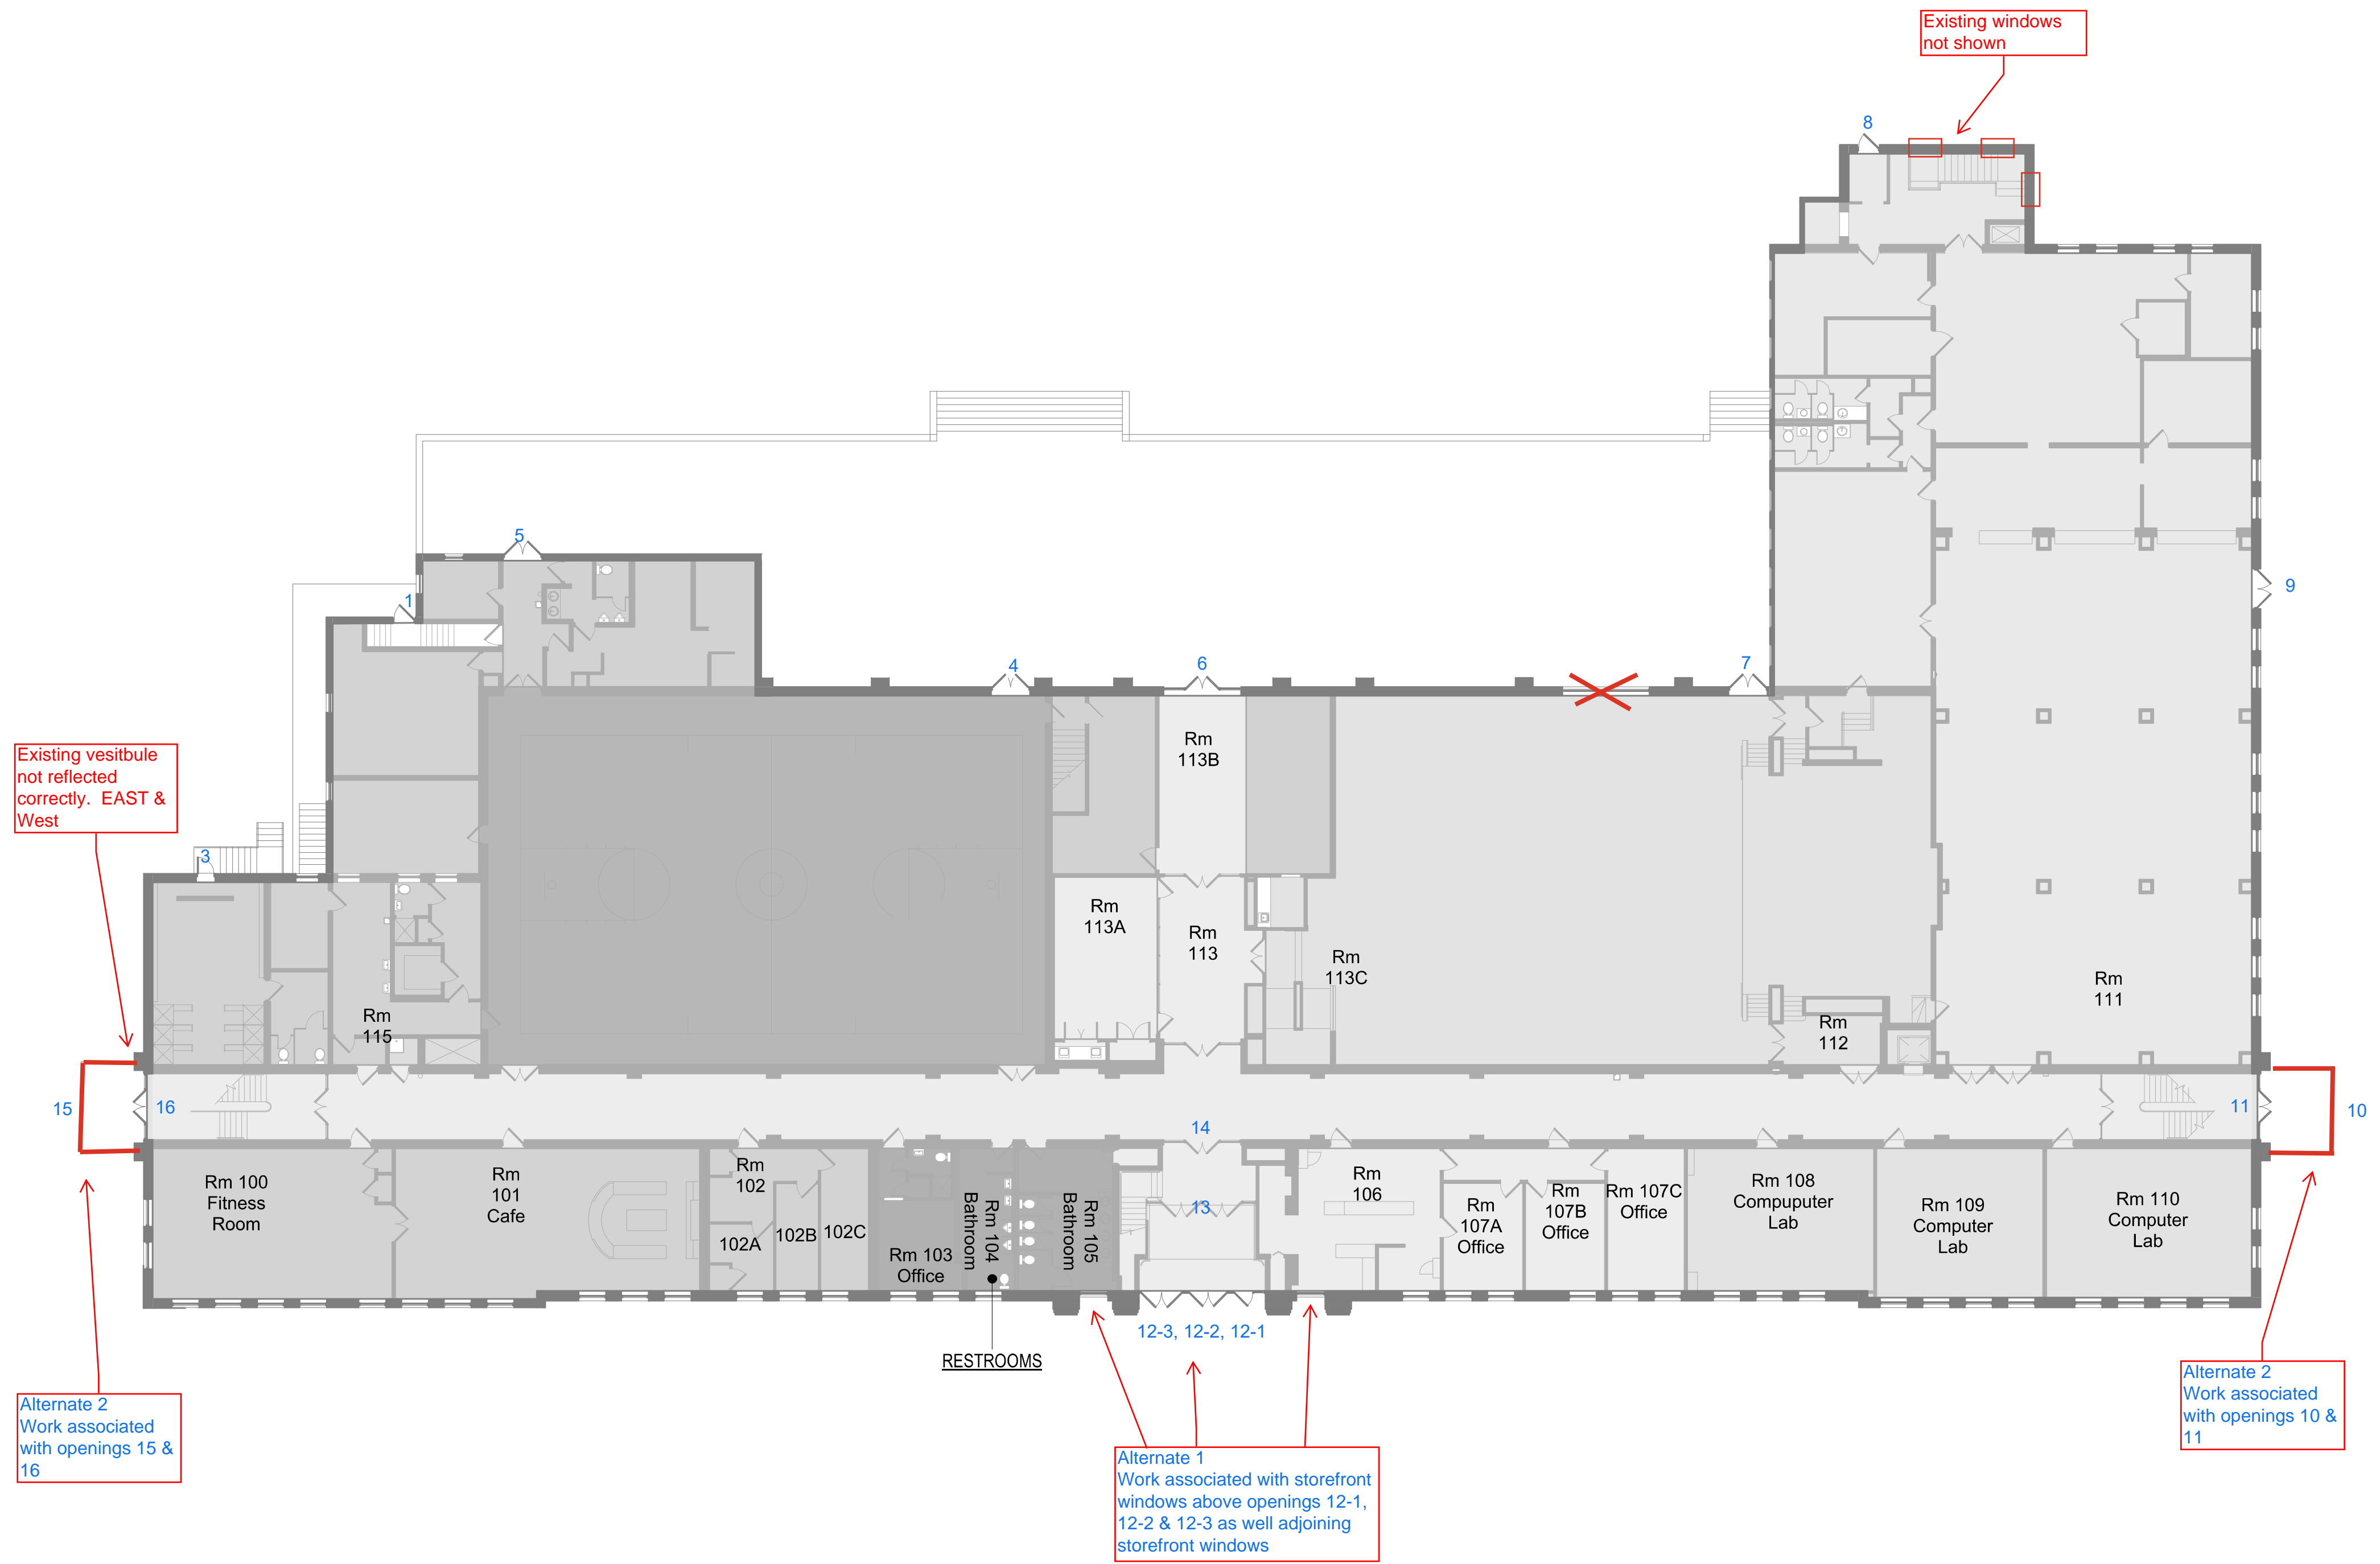 Existing windows
not shown
8
5
1
9
4
6
7
Rm
113B
Existing vesitbule
not reflected
correctly.  EAST &
West
3
Rm
113A
Rm
113
Rm
113C
Rm
111
Rm
115
Rm
112
15
16
14
11
10
Rm 100
Fitness
Room
Rm
101
Cafe
Rm
102
102A
102B
102C
Rm 103
Office
Rm 104
Bathroom
Rm 105
Bathroom
13
Rm
106
Rm
107A
Office
Rm
107B
Office
Rm 107C
Office
Rm 108
Compuputer
Lab
Rm 109
Computer
Lab
Rm 110
Computer
Lab
12-3, 12-2, 12-1
RESTROOMS
Alternate 2
Work associated
with openings 15 &
16
Alternate 1
Work associated with storefront
windows above openings 12-1,
12-2 & 12-3 as well adjoining
storefront windows
Alternate 2
Work associated
with openings 10 &
11